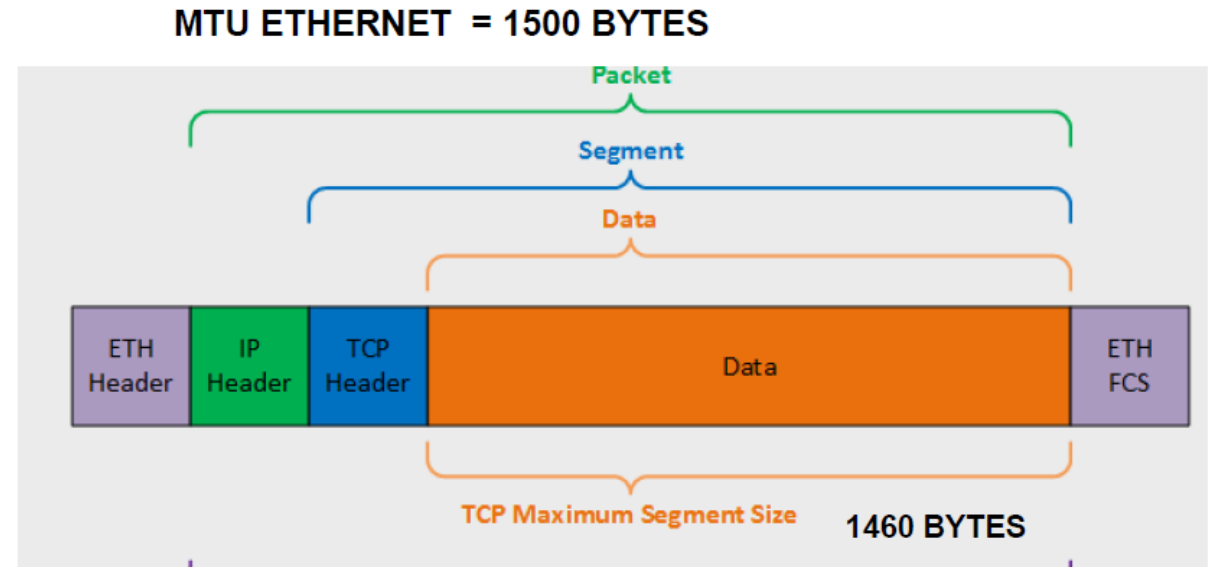 MTU ETHERNET = 1500 BYTES
Packet
Segment
Data
ETH Header
IP Header
TCP Header
Data
ETH FCS
TCP Maximum Segment Size
1460 BYTES